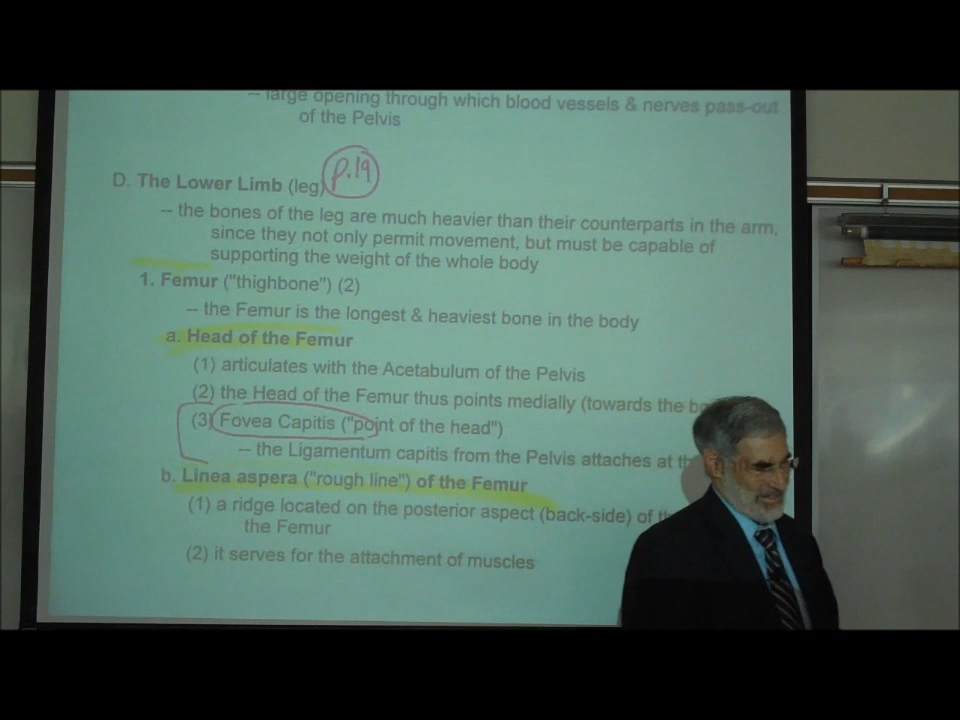 -- large opening through which blood vessels & nerves pass-out
of the Pelvis
D. The Lower Limb (leg) p.19
-- the bones of the leg are much heavier than their counterparts in the arm,
since they not only permit movement, but must be capable of
supporting the weight of the whole body
1. Femur ("thighbone") (2)
-- the Femur is the longest & heaviest bone in the body
a. Head of the Femur
(1) articulates with the Acetabulum of the Pelvis
(2) the Head of the Femur thus points medially (towards the
(3) Fovea Capitis ("point of the head")
-- the Ligamentum capitis from the Pelvis attaches at
b. Linea aspera ("rough line") of the Femur
(1) a ridge located on the posterior aspect (back-side) of
the Femur
(2) it serves for the attachment of muscles